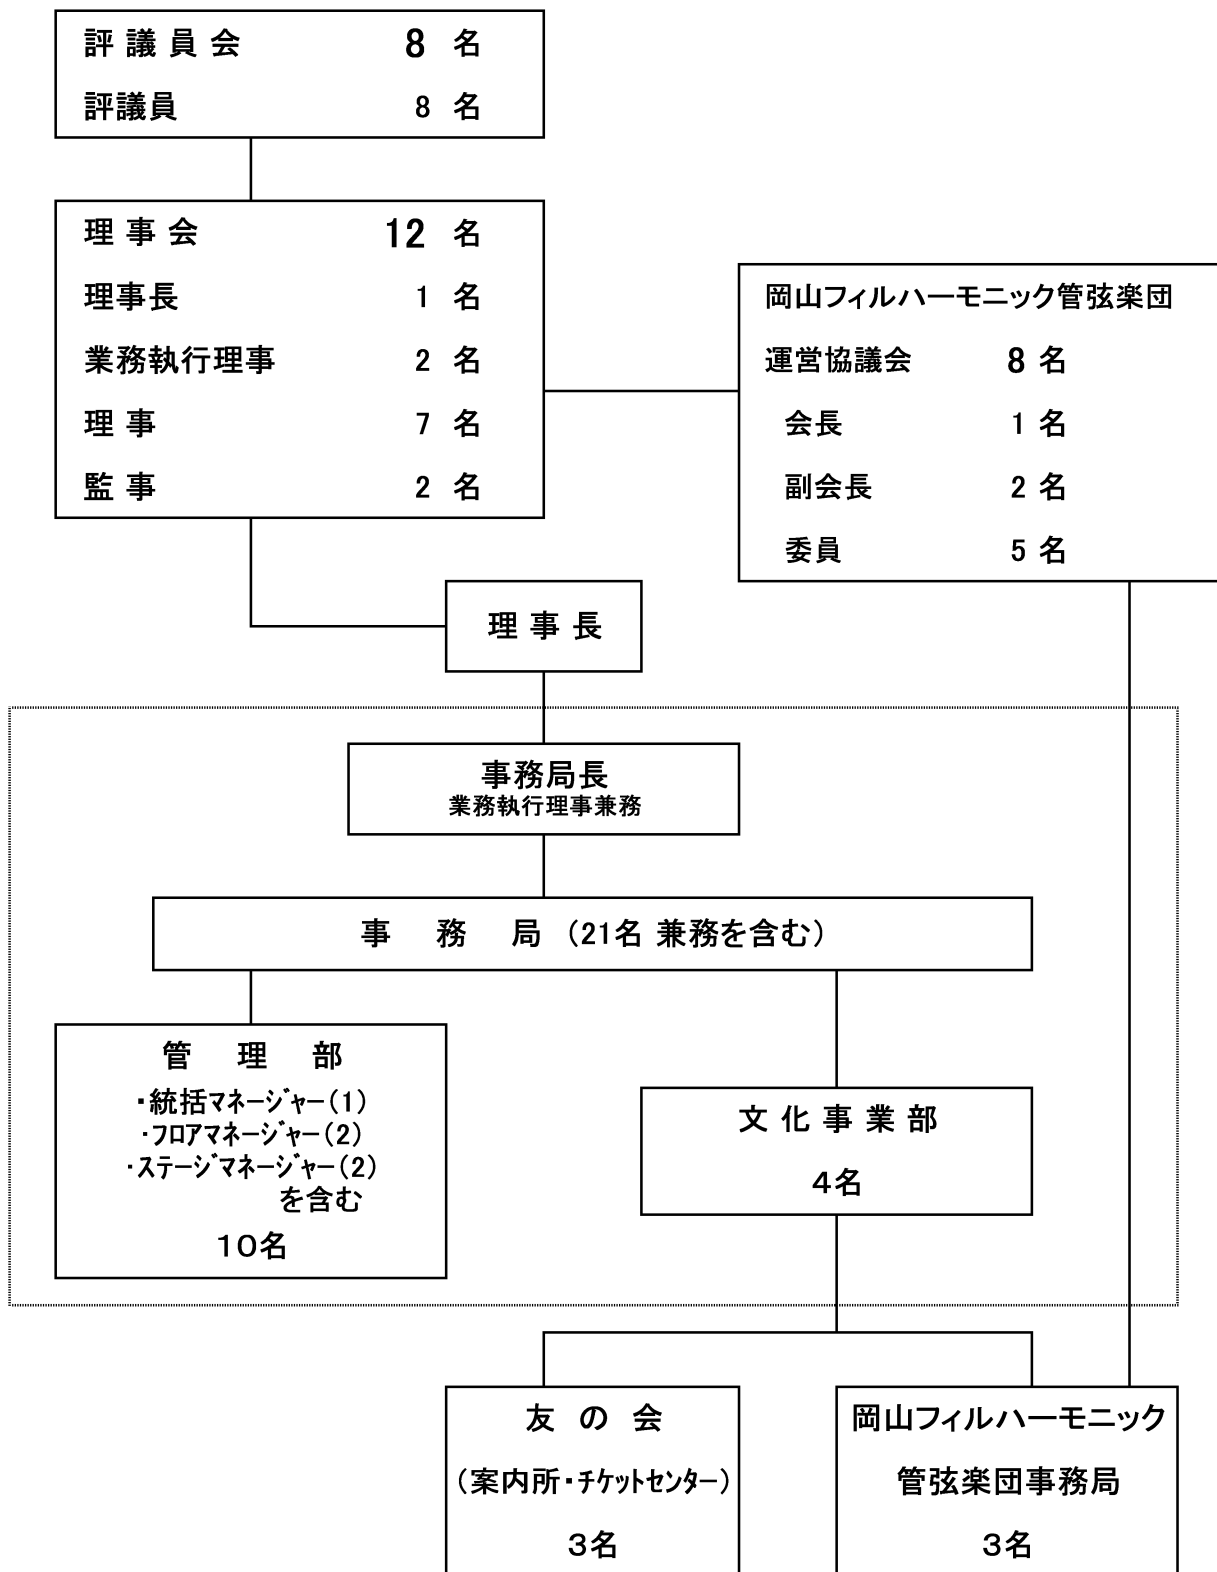 評議員会 8 名
評議員 8 名
理事会 12 名
理事長 1 名
業務執行理事 2 名
理事 7 名
監事 2 名
岡山フィルハーモニック管弦楽団
運営協議会 8 名
会長 1 名
副会長 2 名
委員 5 名
理事長
事務局長
業務執行理事兼務
事務局（21名 兼務を含む）
管理部
・統括マネージャー（1）
・フロアマネージャー（2）
・ステージマネージャー（2）
を含む
１０名
文化事業部
４名
友の会
（案内所・チケットセンター）
３名
岡山フィルハーモニック
管弦楽団事務局
３名